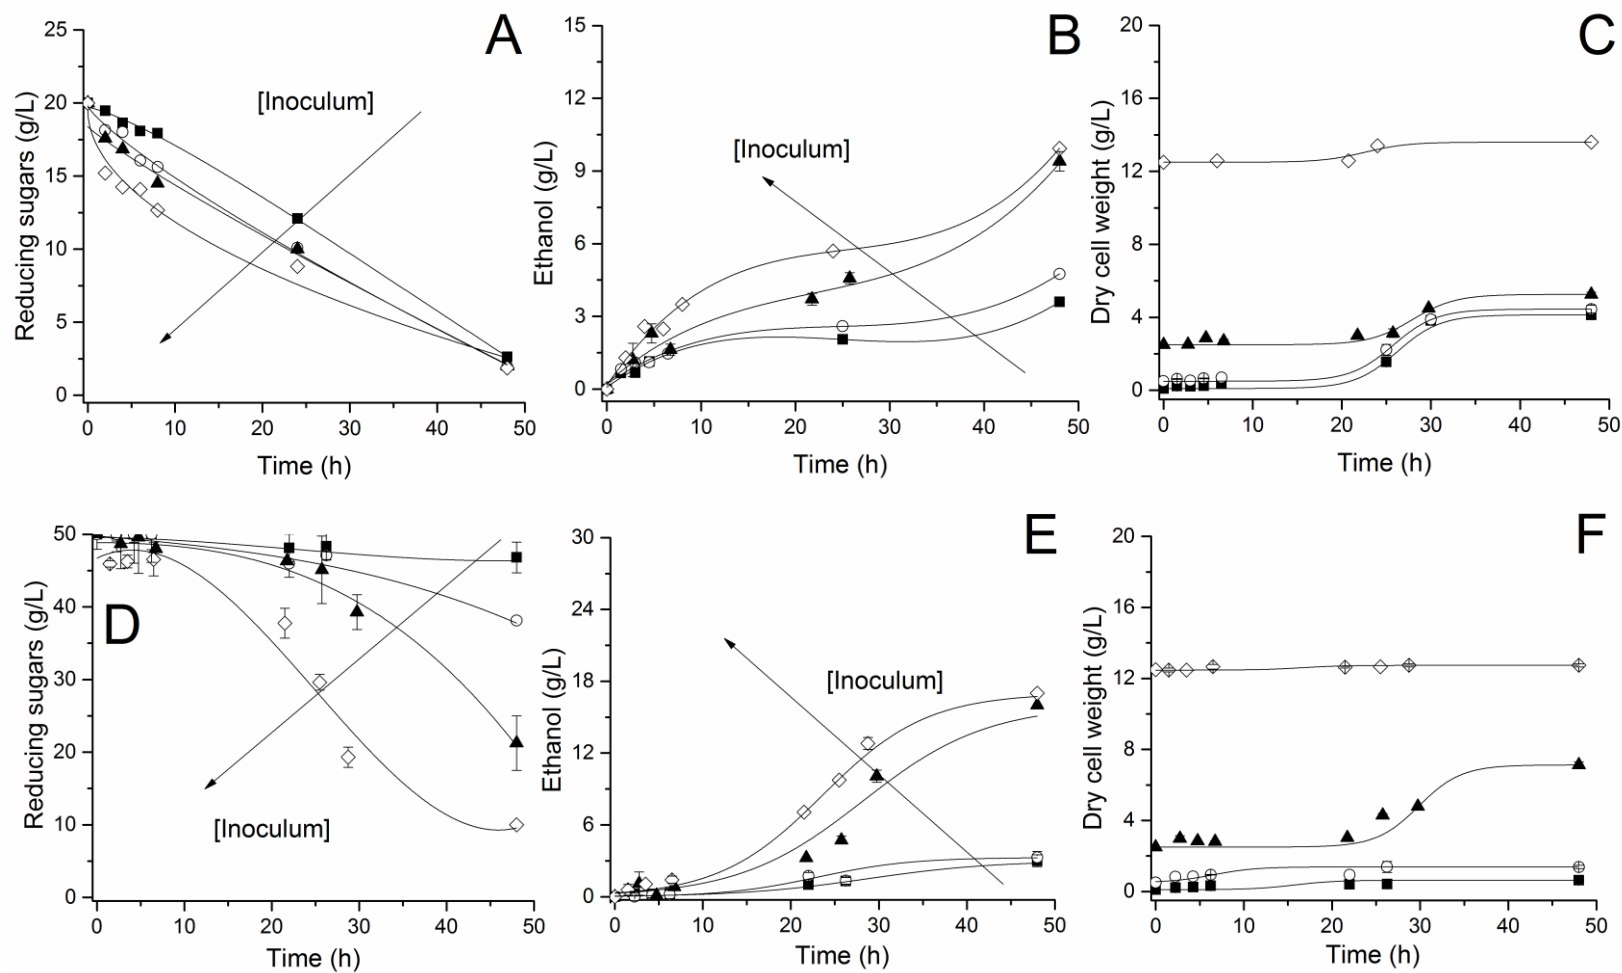 A
25
20
15
10
5
0
Reducing sugars (g/L)
[Inoculum]
0 10 20 30 40 50
Time (h)
B
15
12
9
6
3
0
Ethanol (g/L)
[Inoculum]
0 10 20 30 40 50
Time (h)
C
20
16
12
8
4
0
Dry cell weight (g/L)
0 10 20 30 40 50
Time (h)
D
50
40
30
20
10
0
Reducing sugars (g/L)
[Inoculum]
0 10 20 30 40 50
Time (h)
E
30
24
18
12
6
0
Ethanol (g/L)
[Inoculum]
0 10 20 30 40 50
Time (h)
F
20
16
12
8
4
0
Dry cell weight (g/L)
0 10 20 30 40 50
Time (h)